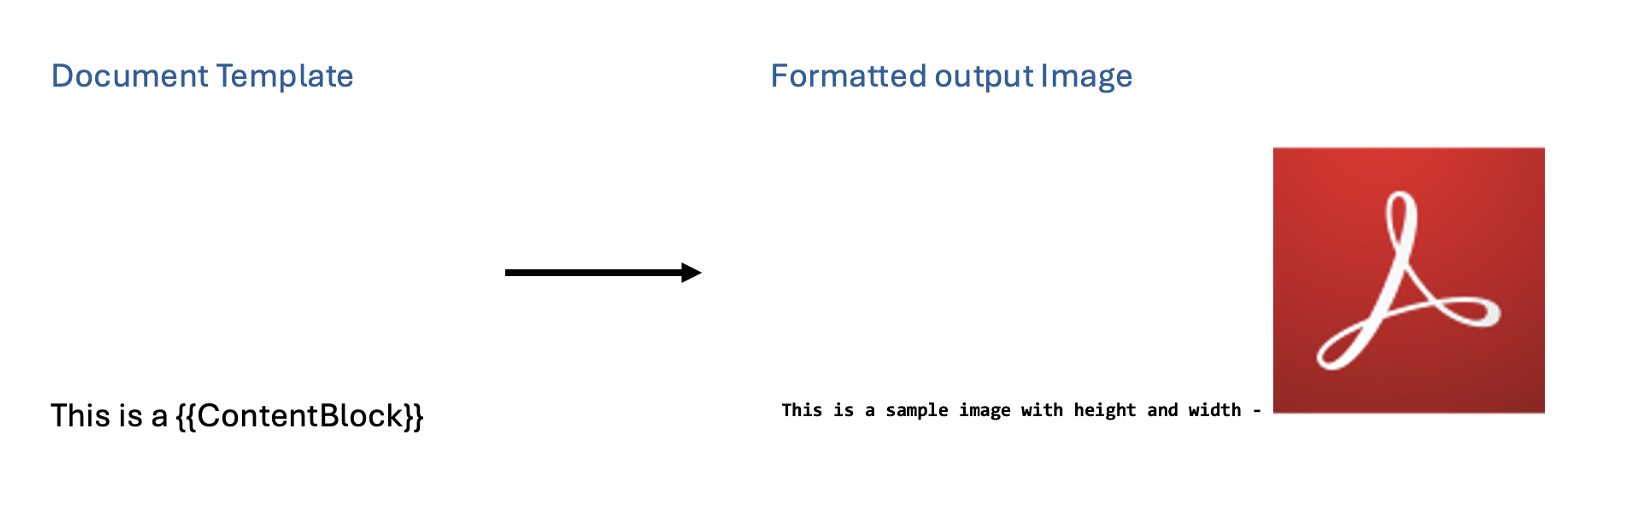 Document Template
Formatted output Image
This is a {{ContentBlock}}
This is a sample image with height and width -